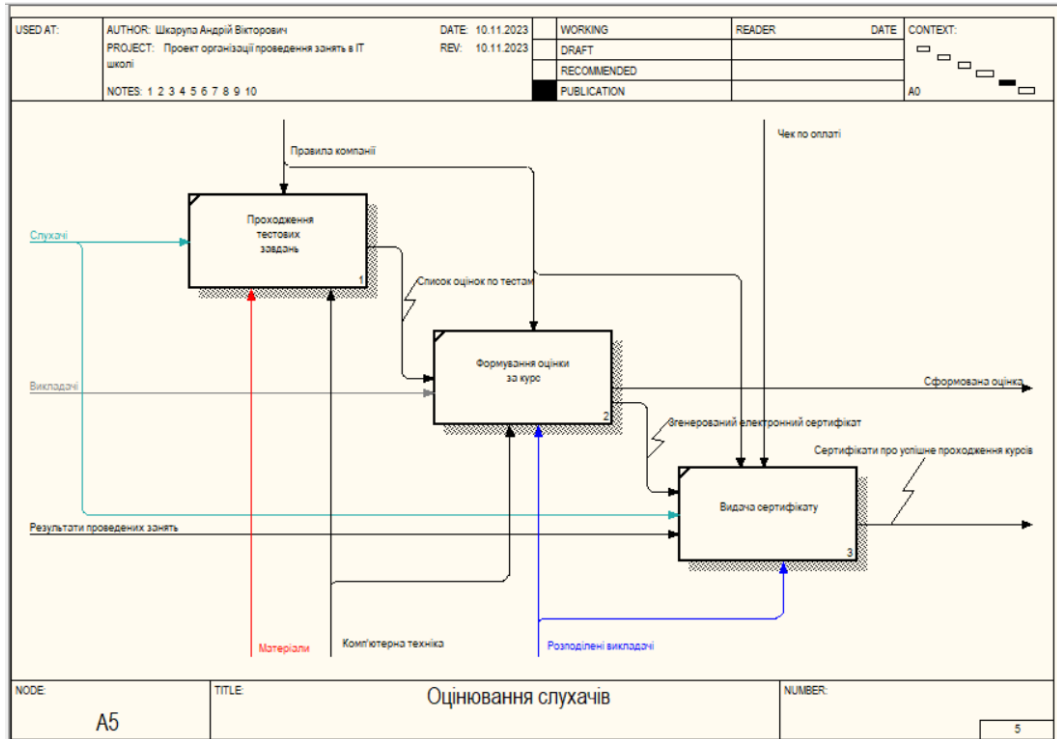 USED AT:
AUTHOR: Шкарупа Андрій Вікторович
DATE: 10.11.2023
PROJECT: Проект організації проведення занять в ІТ
школі
REV: 10.11.2023
NOTES: 1 2 3 4 5 6 7 8 9 10
WORKING
DRAFT
RECOMMENDED
PUBLICATION
READER
DATE
CONTEXT:
A0
Правила компанії
Чек по оплаті
Проходження
тестових
завдань
1
Слухачі
Список оцінок по тестам
Формування оцінки
за курс
2
Викладачі
Сформована оцінка
Згенерований електронний сертифікат
Сертифікати про успішне проходження курсів
Видача сертифікату
3
Результати проведених занять
Матеріали
Комп'ютерна техніка
Розподілені викладачі
NODE:
A5
TITLE:
Оцінювання слухачів
NUMBER:
5